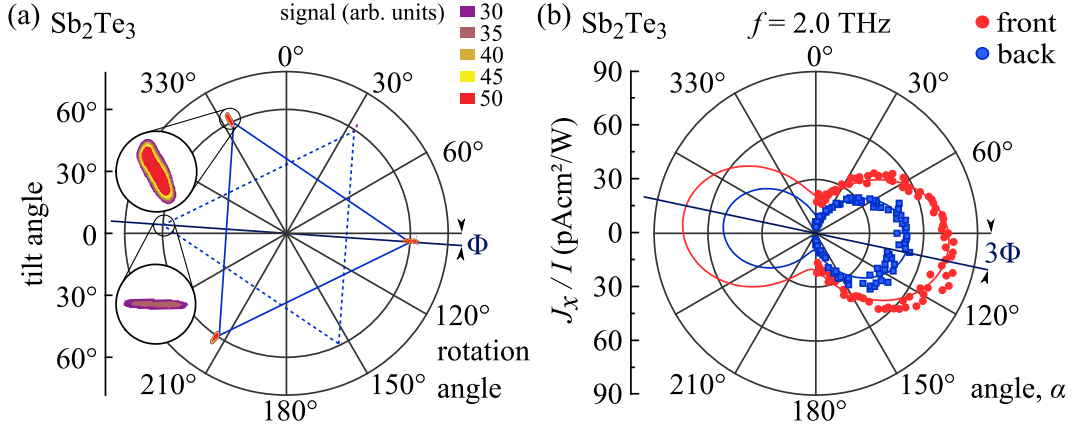 (a) Sb₂Te₃
signal (arb. units)
30
35
40
45
50
tilt angle
60°
30°
0
30°
60°
0°
30°
60°
Φ
120°
150°
180°
210°
330°
rotation
angle
(b) Sb₂Te₃ f = 2.0 THz
front
back
Jₓ / I (pAcm²/W)
90
60
30
0
30
60
90
0°
30°
60°
3Φ
120°
150°
180°
210°
330°
angle, α